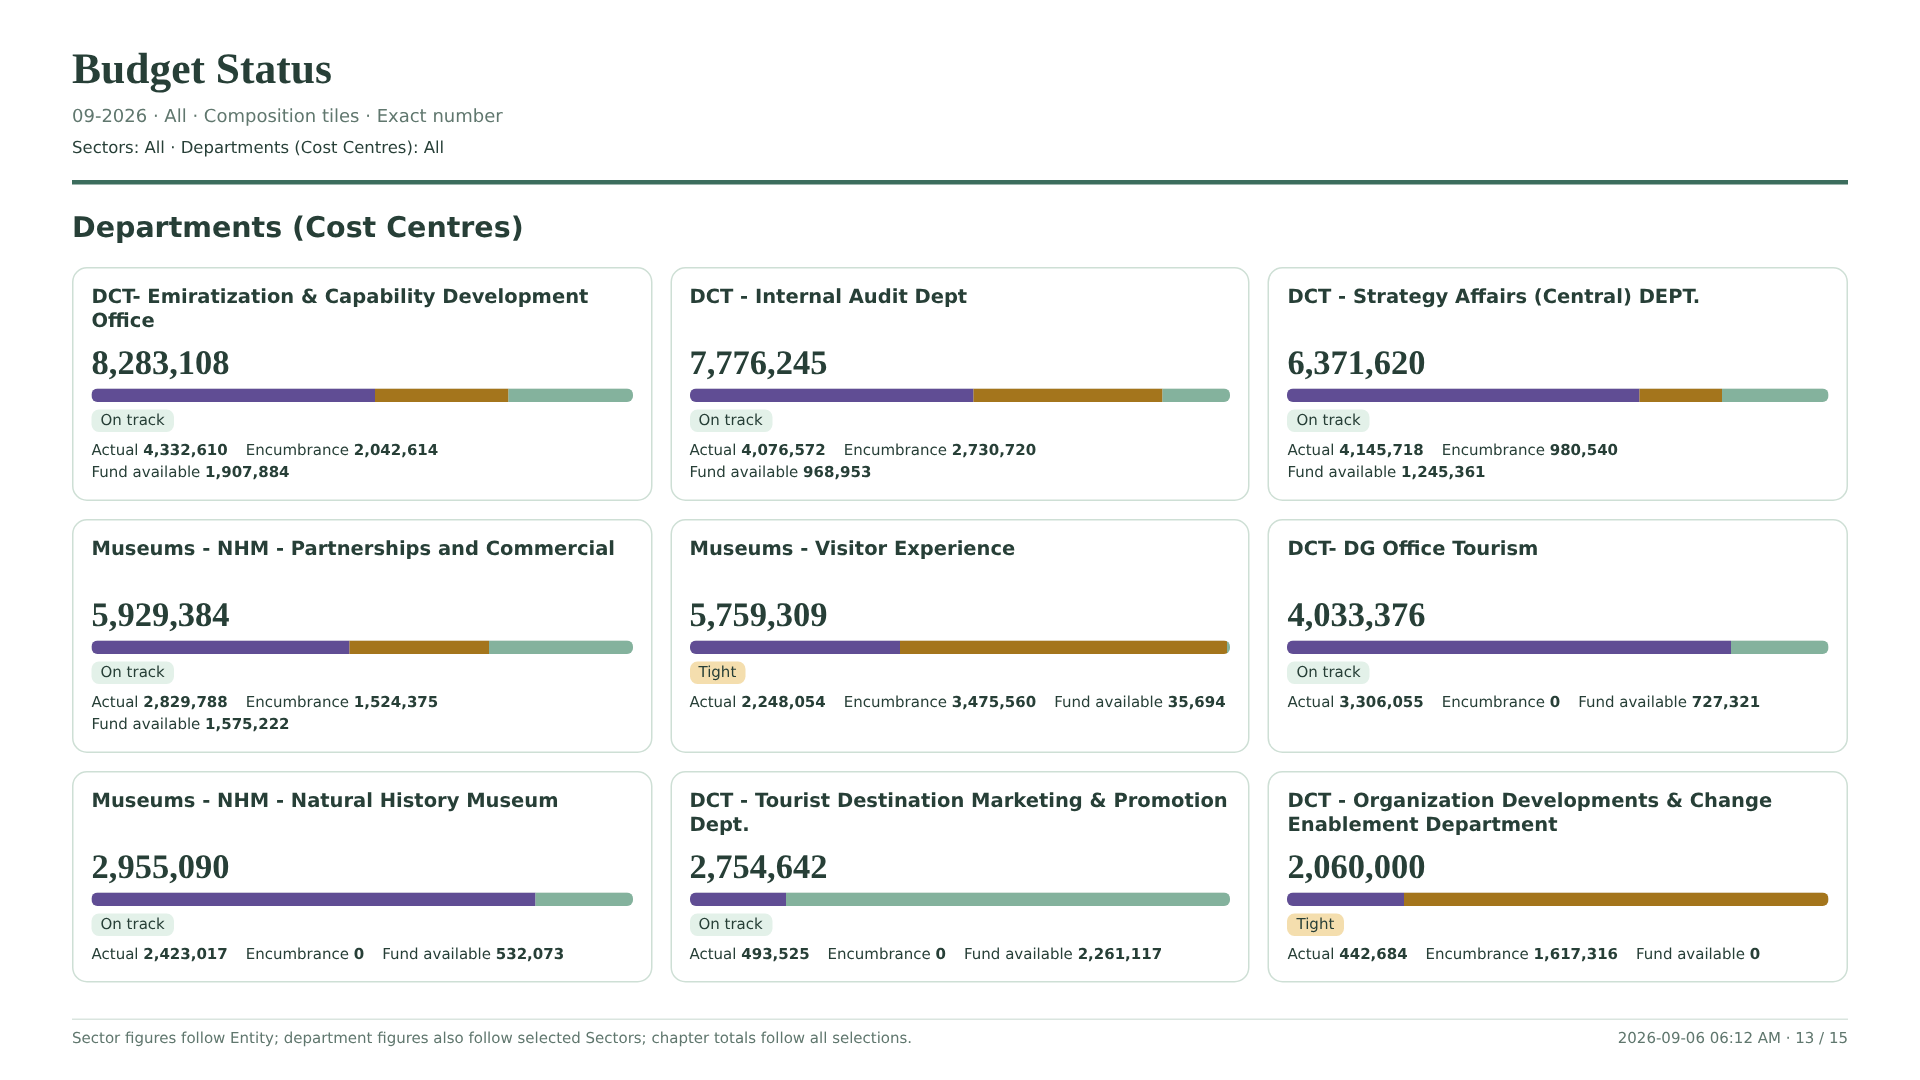 Budget Status
09-2026 · All · Composition tiles · Exact number
Sectors: All · Departments (Cost Centres): All
Departments (Cost Centres)
DCT- Emiratization & Capability Development
Office
8,283,108
On track
Actual 4,332,610 Encumbrance 2,042,614
Fund available 1,907,884
DCT - Internal Audit Dept
7,776,245
On track
Actual 4,076,572 Encumbrance 2,730,720
Fund available 968,953
DCT - Strategy Affairs (Central) DEPT.
6,371,620
On track
Actual 4,145,718 Encumbrance 980,540
Fund available 1,245,361
Museums - NHM - Partnerships and Commercial
5,929,384
On track
Actual 2,829,788 Encumbrance 1,524,375
Fund available 1,575,222
Museums - Visitor Experience
5,759,309
Tight
Actual 2,248,054 Encumbrance 3,475,560 Fund available 35,694
DCT- DG Office Tourism
4,033,376
On track
Actual 3,306,055 Encumbrance 0 Fund available 727,321
Museums - NHM - Natural History Museum
2,955,090
On track
Actual 2,423,017 Encumbrance 0 Fund available 532,073
DCT - Tourist Destination Marketing & Promotion
Dept.
2,754,642
On track
Actual 493,525 Encumbrance 0 Fund available 2,261,117
DCT - Organization Developments & Change
Enablement Department
2,060,000
Tight
Actual 442,684 Encumbrance 1,617,316 Fund available 0
Sector figures follow Entity; department figures also follow selected Sectors; chapter totals follow all selections.
2026-09-06 06:12 AM · 13 / 15